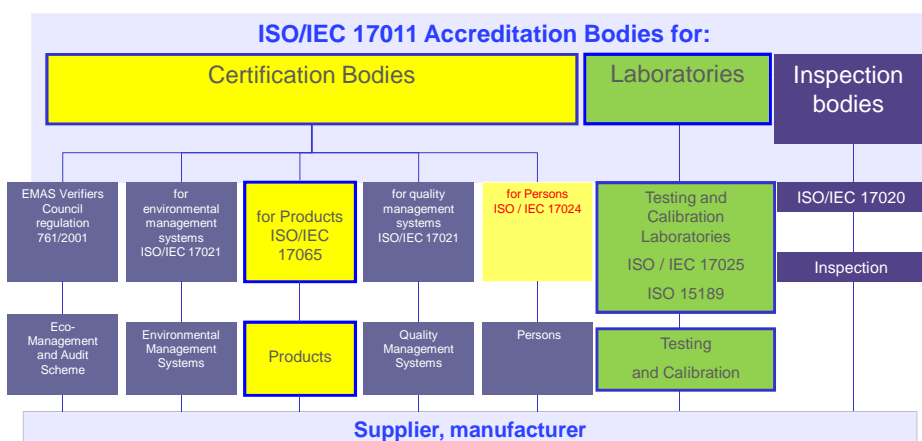 ISO/IEC 17011 Accreditation Bodies for:
Certification Bodies
Laboratories
Inspection
bodies
EMAS Verifiers
Council
regulation
761/2001
for
environmental
management
systems
ISO/IEC 17021
for Products
ISO/IEC
17065
for quality
management
systems
ISO/IEC 17021
for Persons
ISO / IEC 17024
Testing and
Calibration
Laboratories
ISO / IEC 17025
ISO 15189
ISO/IEC 17020
Inspection
Eco-
Management
and Audit
Scheme
Environmental
Management
Systems
Products
Quality
Management
Systems
Persons
Testing
and Calibration
Supplier, manufacturer